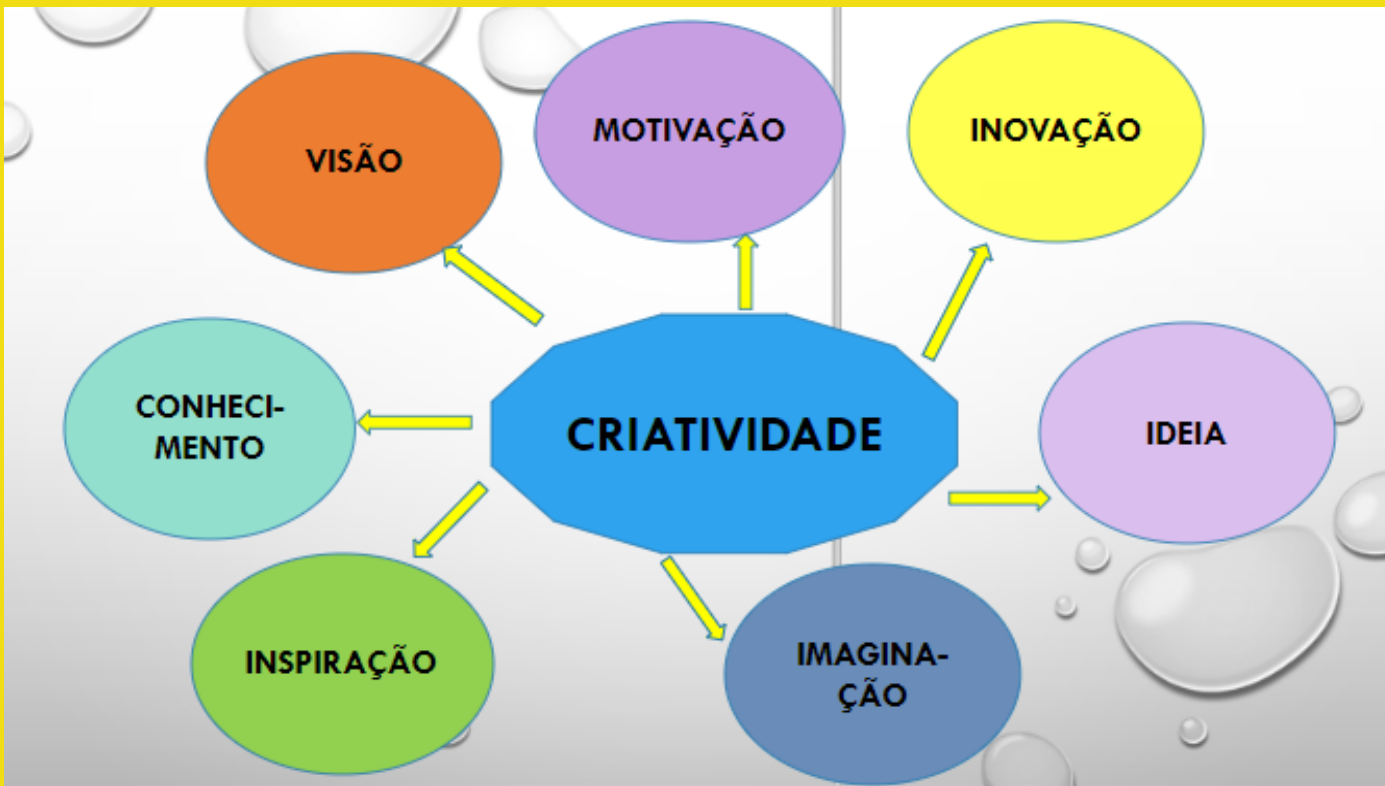 VISÃO
MOTIVAÇÃO
INOVAÇÃO
CONHECI-
MENTO
CRIATIVIDADE
IDEIA
INSPIRAÇÃO
IMAGINA-
ÇÃO